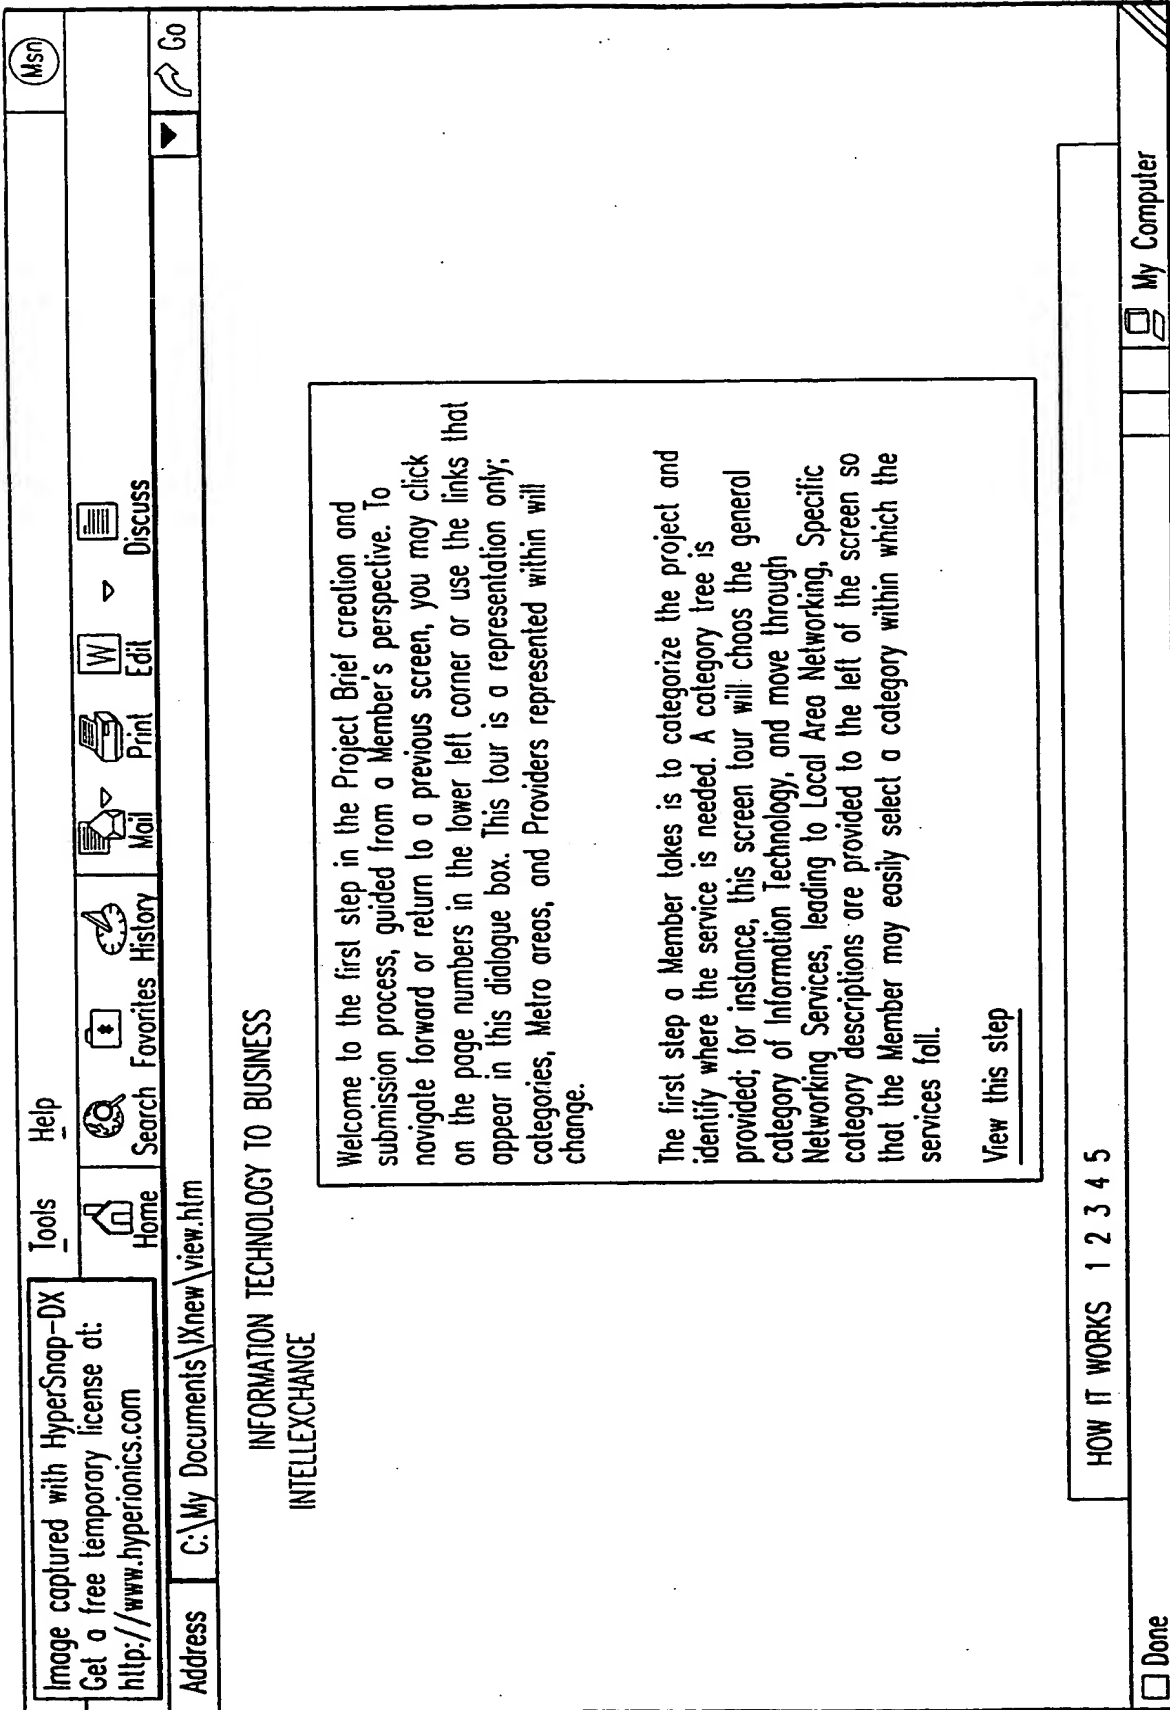 Image captured with HyperSnap-DX
Get a free temporary license at:
http://www.hyperionics.com
Tools Help
Msn
Home Search Favorites History Mail Print Edit Discuss
Address C:\My Documents\IXnew\view.htm Go
INFORMATION TECHNOLOGY TO BUSINESS
INTELLEXCHANGE
Welcome to the first step in the Project Brief creation and
submission process, guided from a Member's perspective. To
navigate forward or return to a previous screen, you may click
on the page numbers in the lower left corner or use the links that
appear in this dialogue box. This tour is a representation only;
categories, Metro areas, and Providers represented within will
change.
The first step a Member takes is to categorize the project and
identify where the service is needed. A category tree is
provided; for instance, this screen tour will choos the general
category of Information Technology, and move through
Networking Services, leading to Local Area Networking, Specific
category descriptions are provided to the left of the screen so
that the Member may easily select a category within which the
services fall.
View this step
HOW IT WORKS 1 2 3 4 5
Done
My Computer